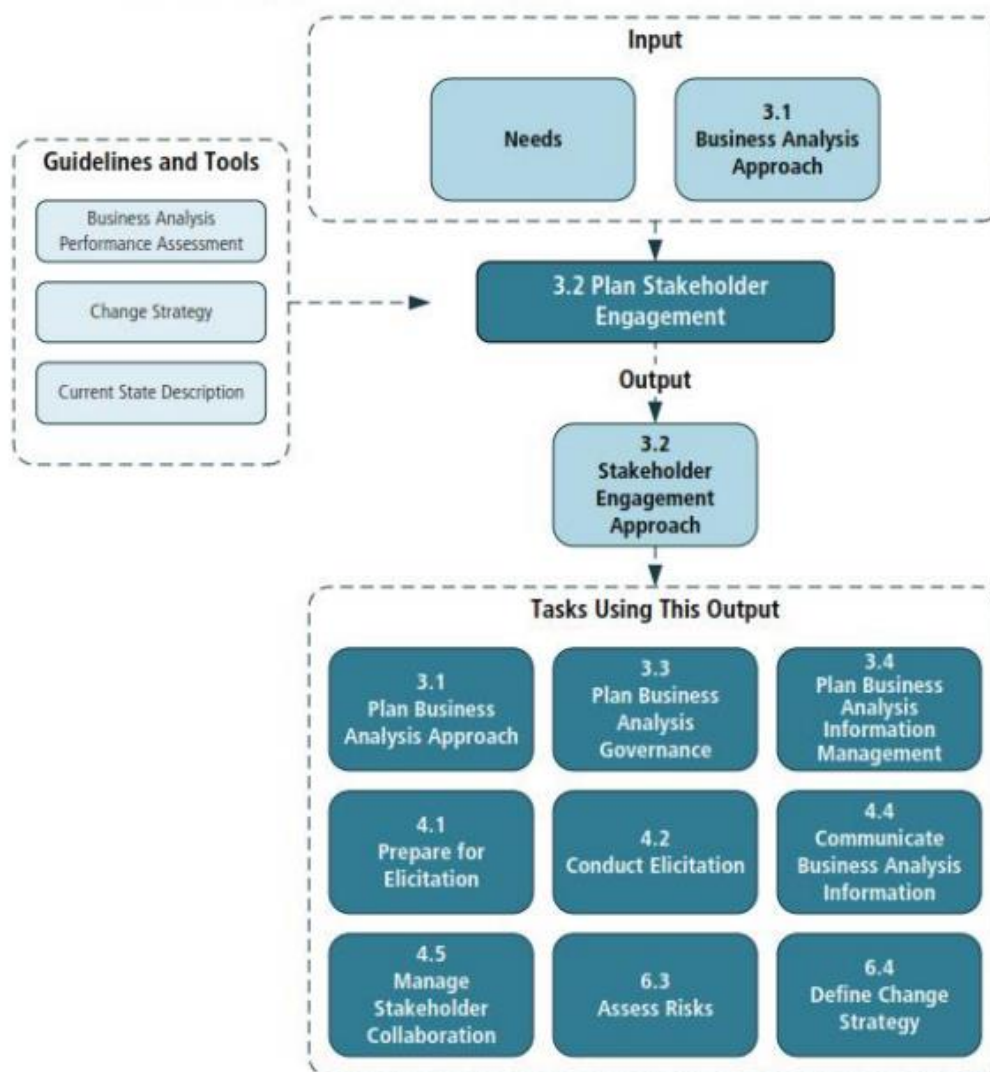 Input
Needs
3.1
Business Analysis
Approach
Guidelines and Tools
Business Analysis
Performance Assessment
Change Strategy
Current State Description
3.2 Plan Stakeholder
Engagement
Output
3.2
Stakeholder
Engagement
Approach
Tasks Using This Output
3.1
Plan Business
Analysis Approach
3.3
Plan Business
Analysis
Governance
3.4
Plan Business
Analysis
Information
Management
4.1
Prepare for
Elicitation
4.2
Conduct Elicitation
4.4
Communicate
Business Analysis
Information
4.5
Manage
Stakeholder
Collaboration
6.3
Assess Risks
6.4
Define Change
Strategy